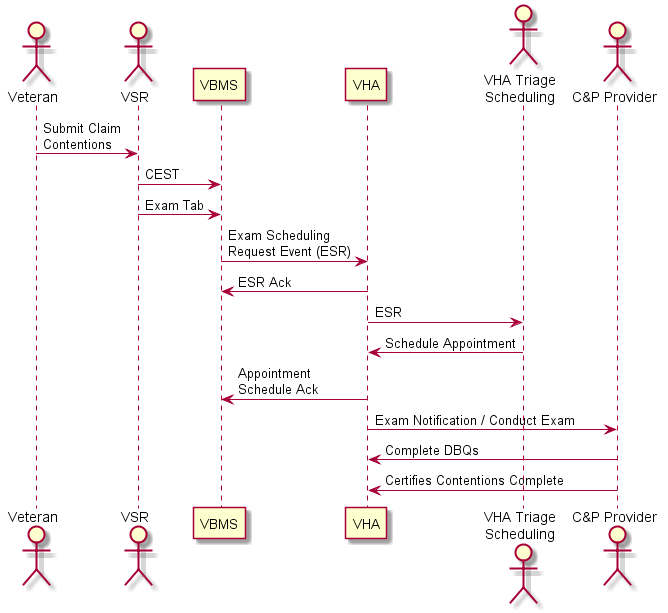 VHA Triage
Scheduling
Veteran
VSR
VBMS
VHA
C&P Provider
Submit Claim
Contentions
CEST
Exam Tab
Exam Scheduling
Request Event (ESR)
ESR Ack
ESR
Schedule Appointment
Appointment
Schedule Ack
Exam Notification / Conduct Exam
Complete DBQs
Certifies Contentions Complete
Veteran
VSR
VBMS
VHA
VHA Triage
Scheduling
C&P Provider